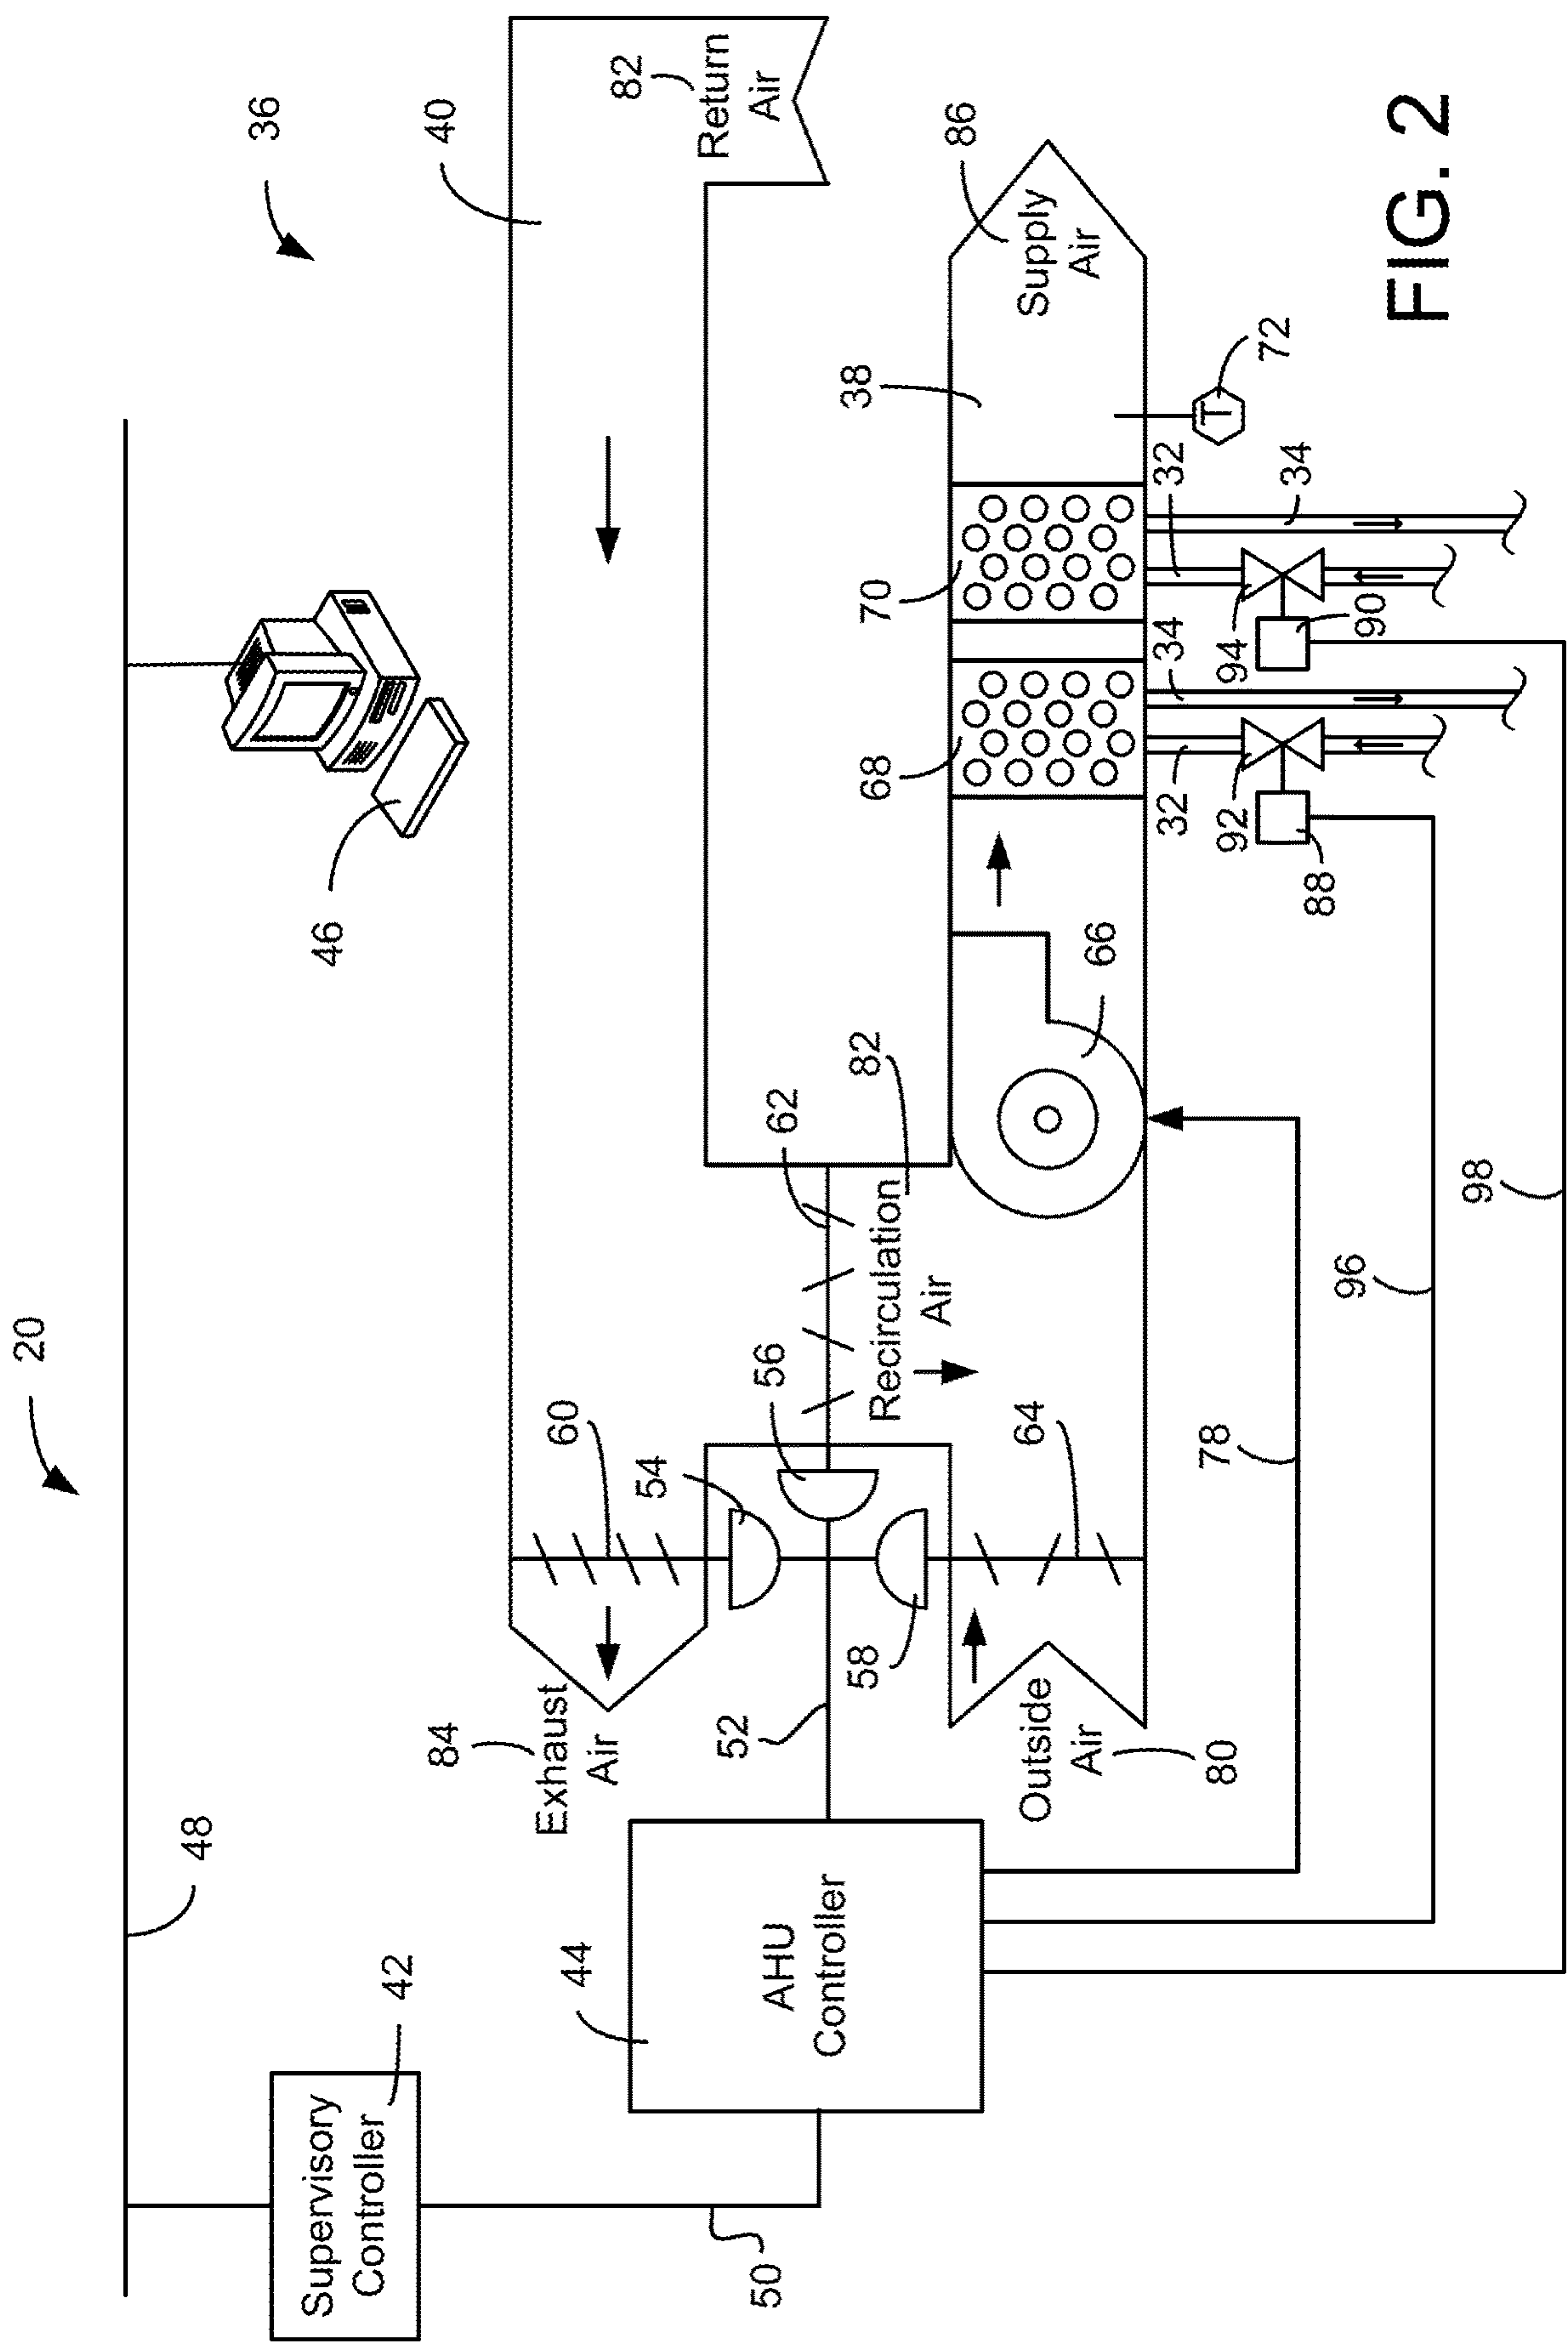 20
36
48
46
40
Supervisory
Controller
42
44
AHU
Controller
50
52
84
Exhaust
Air
60
54
56
62
58
64
Recirculation
Air
82
82
Return
Air
Outside
Air
80
66
68
70
38
86
Supply
Air
72
T
32
34
32
34
92
94
88
90
78
96
98
FIG. 2